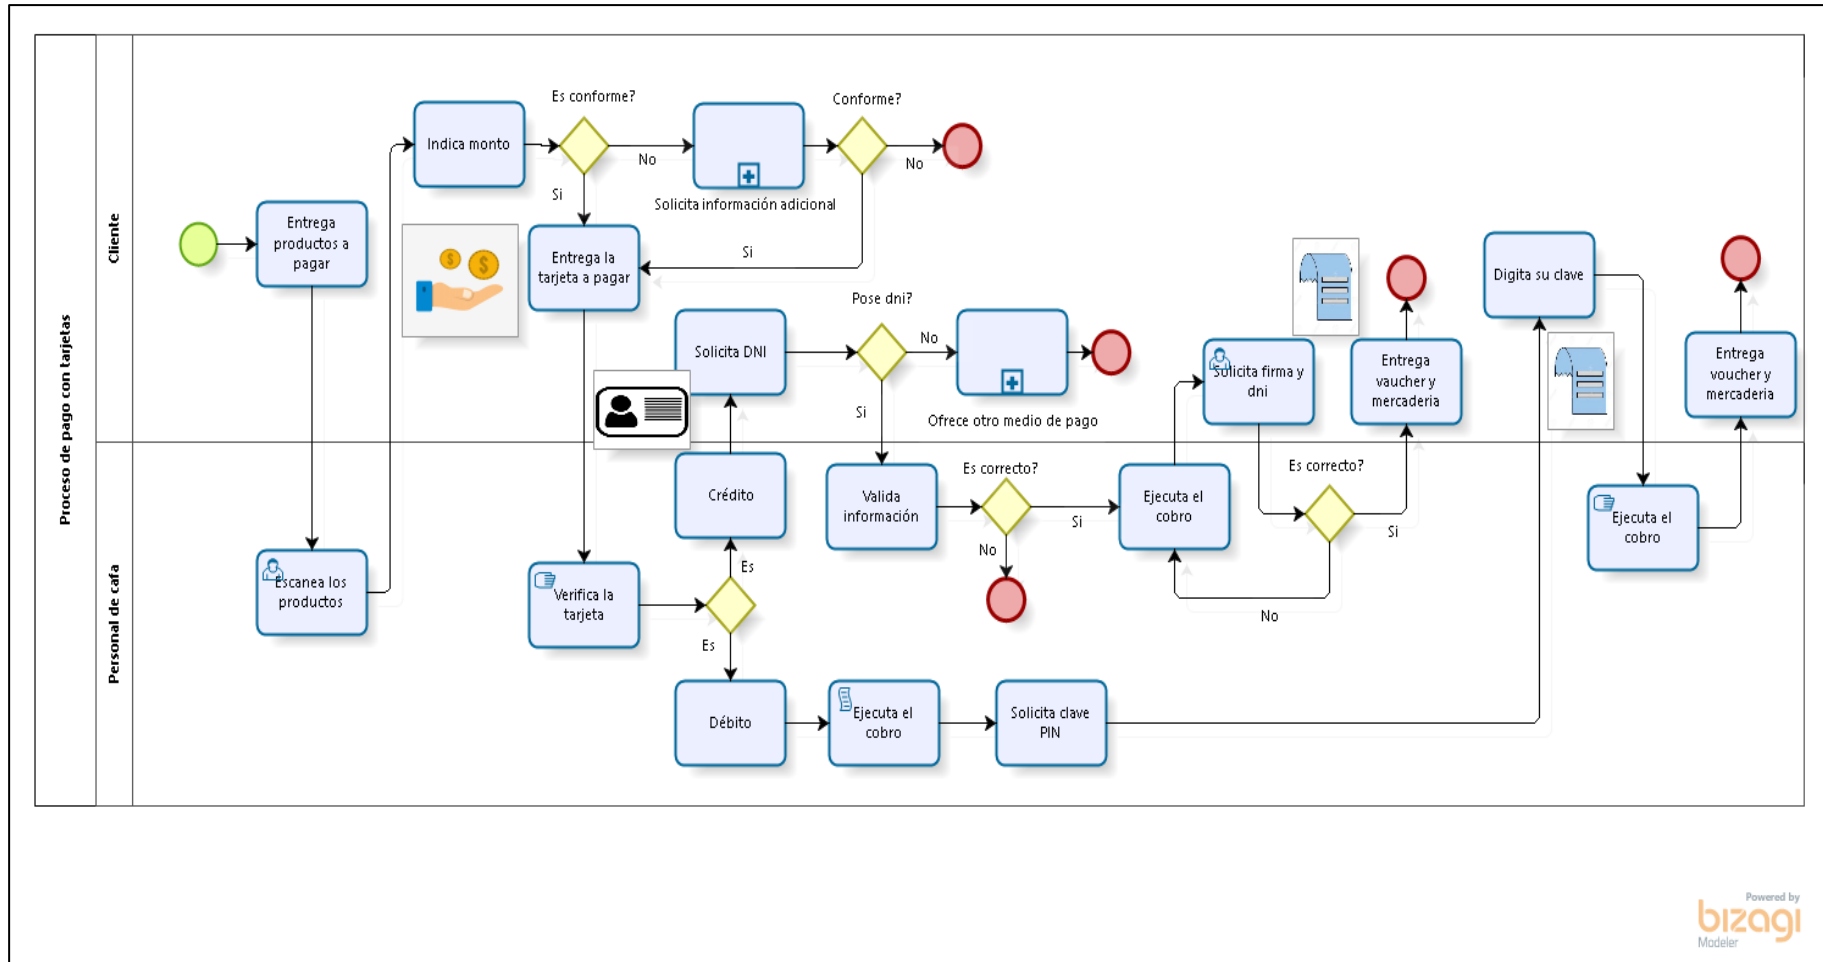 Proceso de pago con tarjetas
Cliente
Personal de cafa
Entrega
productos a
pagar
Escanea los
productos
Indica monto
Es conforme?
No
Si
Solicita información adicional
Conforme?
No
Si
Entrega la
tarjeta a pagar
Verifica la
tarjeta
Es
Es
Crédito
Solicita DNI
Pose dni?
No
Si
Ofrece otro medio de pago
Valida
información
Es correcto?
Si
No
Ejecuta el
cobro
Solicita firma y
dni
Es correcto?
Si
No
Entrega
vaucher y
mercaderia
Débito
Ejecuta el
cobro
Solicita clave
PIN
Digita su clave
Ejecuta el
cobro
Entrega
voucher y
mercaderia
Powered by
bizagi
Modeler